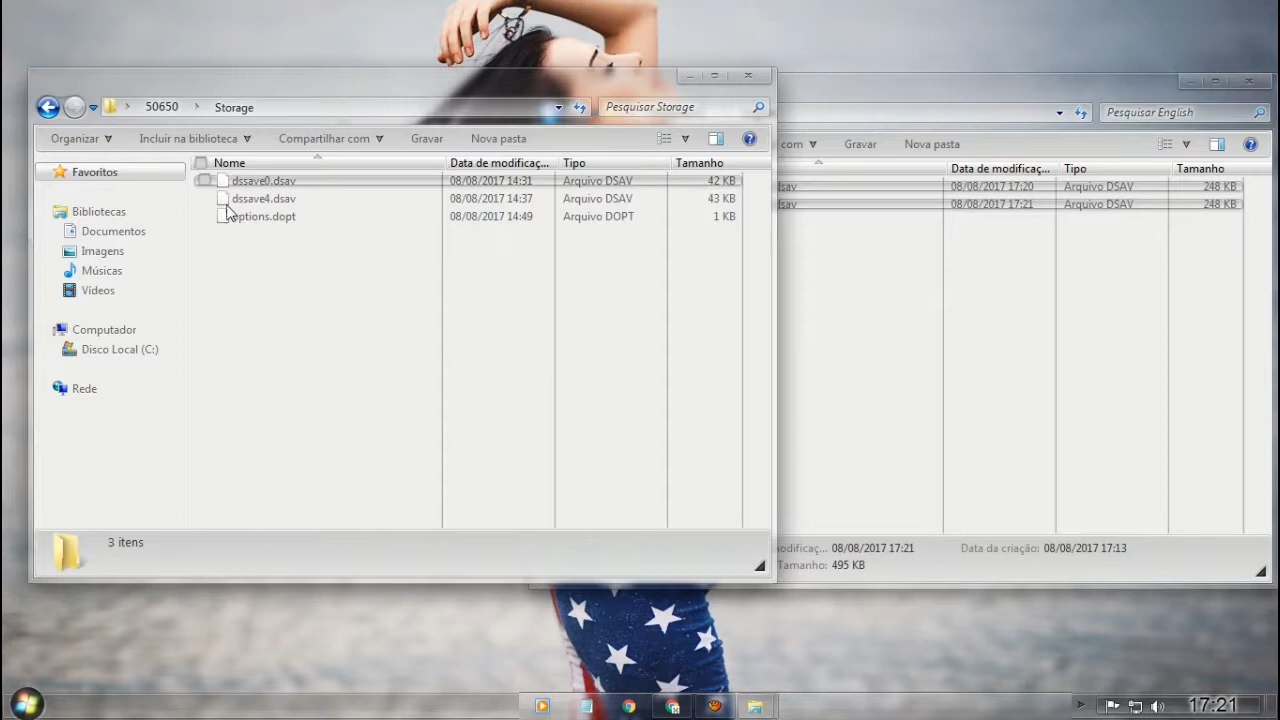 50650 Storage
Pesquisar Storage
Organizar Incluir na biblioteca Compartilhar com Gravar Nova pasta
Nome Data de modificaç... Tipo Tamanho
dssave0.dsav 08/08/2017 14:31 Arquivo DSAV 42 KB
dssave4.dsav 08/08/2017 14:37 Arquivo DSAV 43 KB
options.dopt 08/08/2017 14:49 Arquivo DOPT 1 KB
Favoritos
Bibliotecas
Documentos
Imagens
Músicas
Vídeos
Computador
Disco Local (C:)
Rede
3 itens
Pesquisar English
com Gravar Nova pasta
Data de modificaç... Tipo Tamanho
dsav 08/08/2017 17:20 Arquivo DSAV 248 KB
dsav 08/08/2017 17:21 Arquivo DSAV 248 KB
modificaç... 08/08/2017 17:21 Data da criação: 08/08/2017 17:13
Tamanho: 495 KB
17:21